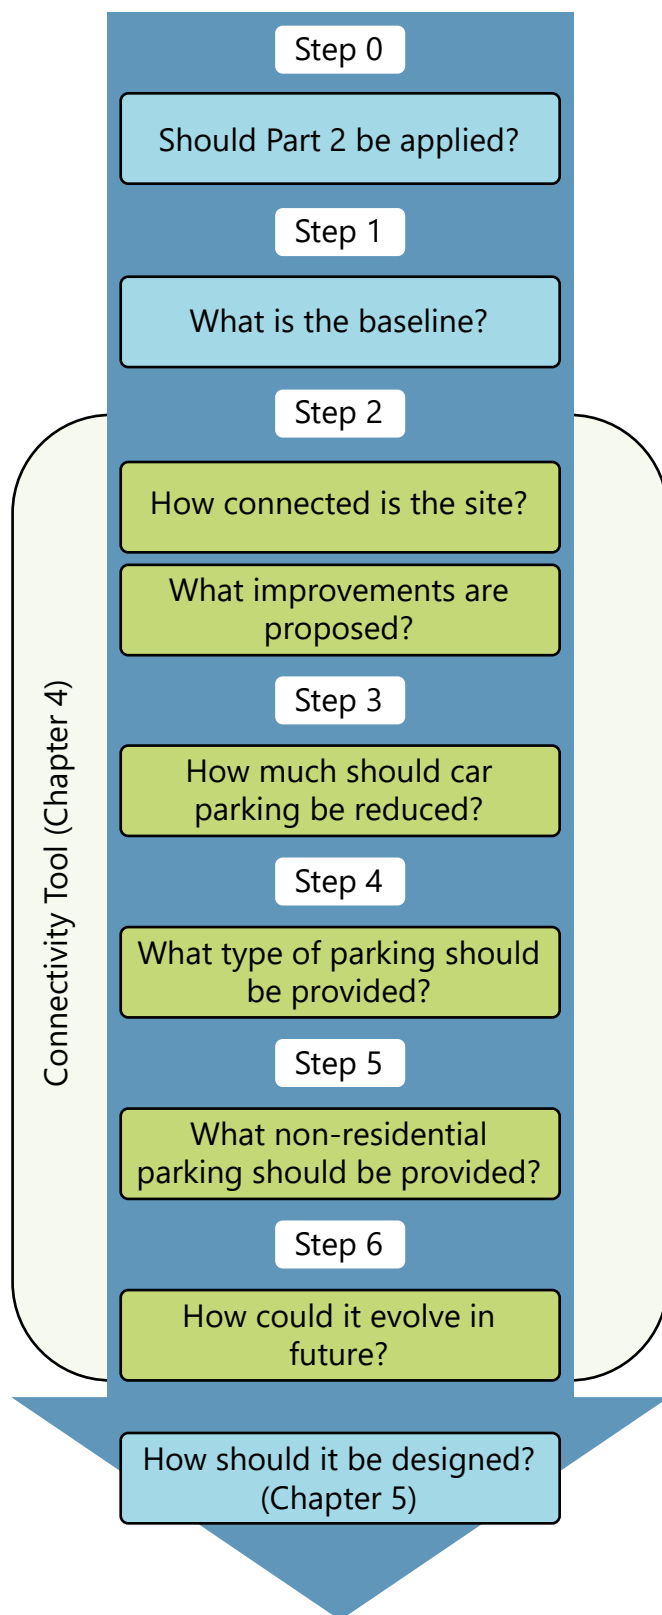 Step 0
Should Part 2 be applied?
Step 1
What is the baseline?
Step 2
How connected is the site?
What improvements are
proposed?
Step 3
How much should car
parking be reduced?
Step 4
What type of parking should
be provided?
Step 5
What non-residential
parking should be provided?
Step 6
How could it evolve in
future?
How should it be designed?
(Chapter 5)
Connectivity Tool (Chapter 4)